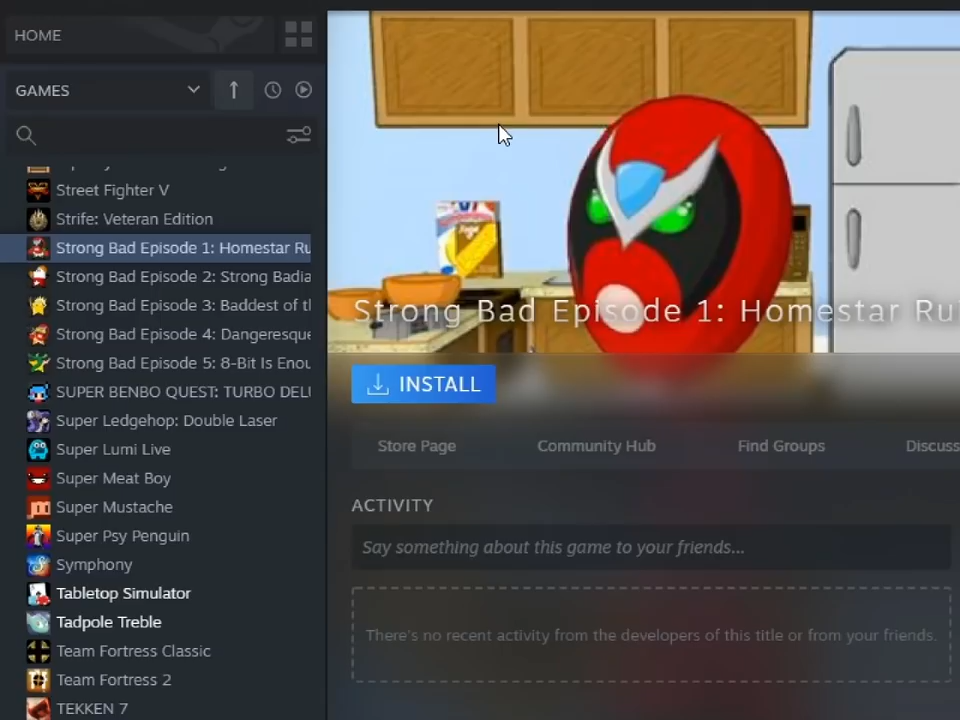 HOME
GAMES
Street Fighter V
Strife: Veteran Edition
Strong Bad Episode 1: Homestar Ru
Strong Bad Episode 2: Strong Badia
Strong Bad Episode 3: Baddest of t
Strong Bad Episode 4: Dangeresque
Strong Bad Episode 5: 8-Bit Is Enou
SUPER BENBO QUEST: TURBO DEL
Super Ledgehop: Double Laser
Super Lumi Live
Super Meat Boy
Super Mustache
Super Psy Penguin
Symphony
Tabletop Simulator
Tadpole Treble
Team Fortress Classic
Team Fortress 2
TEKKEN 7
Strong Bad Episode 1: Homestar Rui
INSTALL
Store Page
Community Hub
Find Groups
Discuss
ACTIVITY
Say something about this game to your friends...
There's no recent activity from the developers of this title or from your friends.